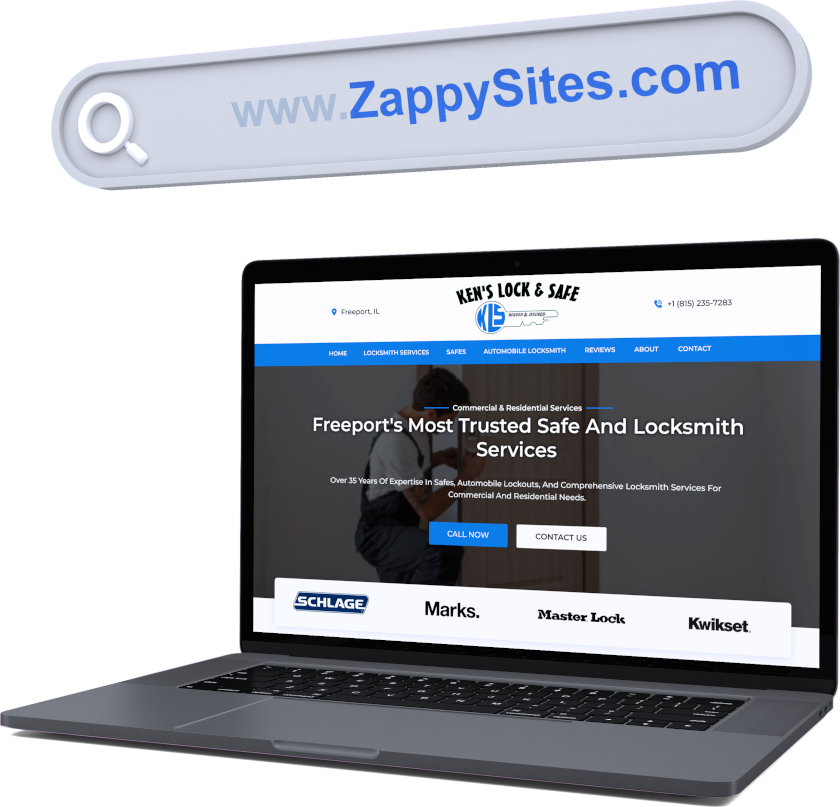 www.ZappySites.com
KEN'S LOCK & SAFE
KLS
BONDED & INSURED
Freeport, IL
+1 (815) 235-7283
HOME LOCKSMITH SERVICES SAFES AUTOMOBILE LOCKSMITH REVIEWS ABOUT CONTACT
Commercial & Residential Services
Freeport's Most Trusted Safe And Locksmith
Services
Over 35 Years Of Expertise In Safes, Automobile Lockouts, And Comprehensive Locksmith Services For
Commercial And Residential Needs.
CALL NOW CONTACT US
SCHLAGE Marks. Master Lock Kwikset